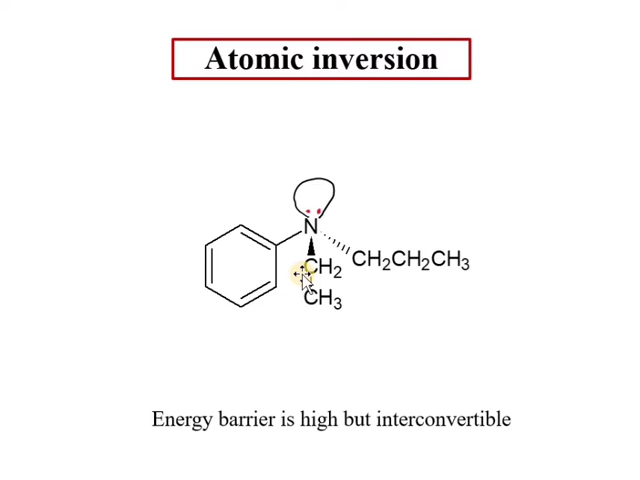 Atomic inversion
N
CH2
CH2CH2CH3
CH3
Energy barrier is high but interconvertible